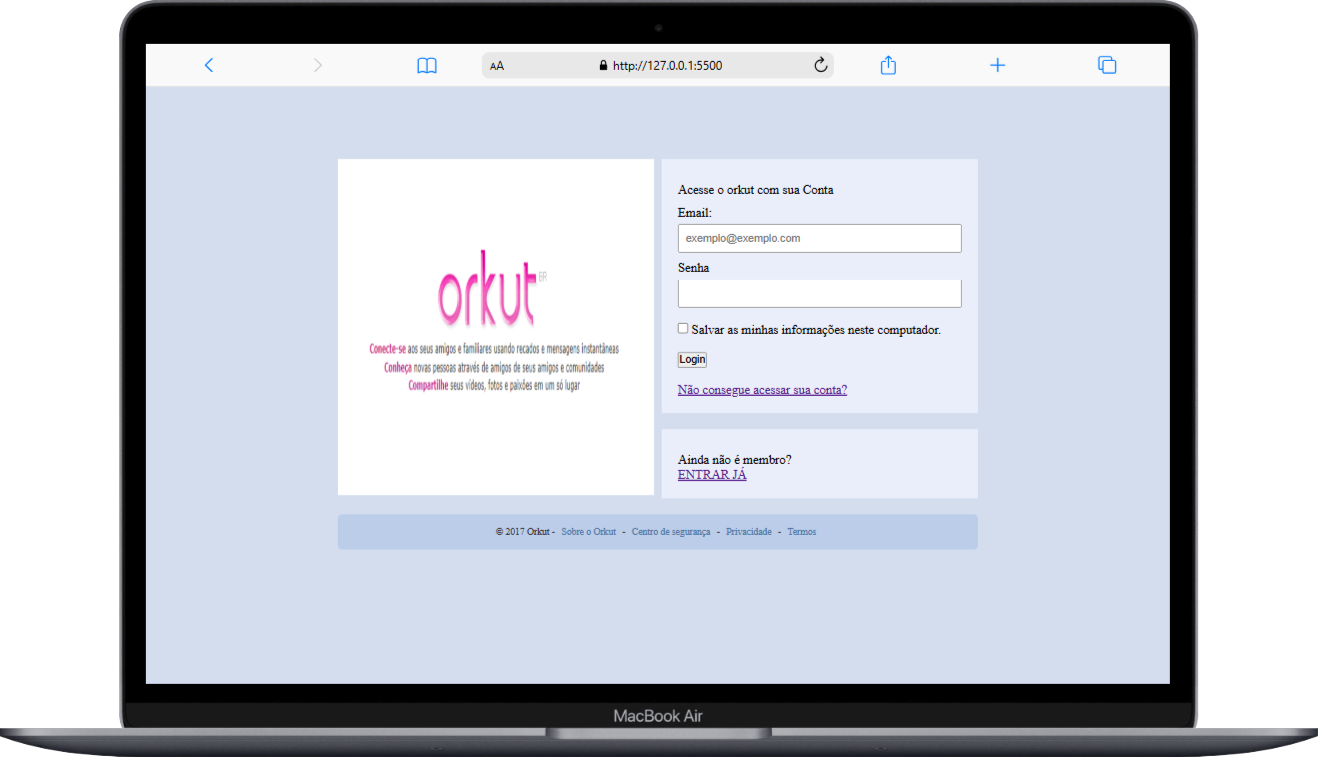 AA
http://127.0.0.1:5500
orkut BR
Conecte-se aos seus amigos e familiares usando recados e mensagens instantâneas
Conheça novas pessoas através de amigos de seus amigos e comunidades
Compartilhe seus vídeos, fotos e paixões em um só lugar
Acesse o orkut com sua Conta
Email:
exemplo@exemplo.com
Senha
Salvar as minhas informações neste computador.
Login
Não consegue acessar sua conta?
Ainda não é membro?
ENTRAR JÁ
© 2017 Orkut - Sobre o Orkut - Centro de segurança - Privacidade - Termos
MacBook Air